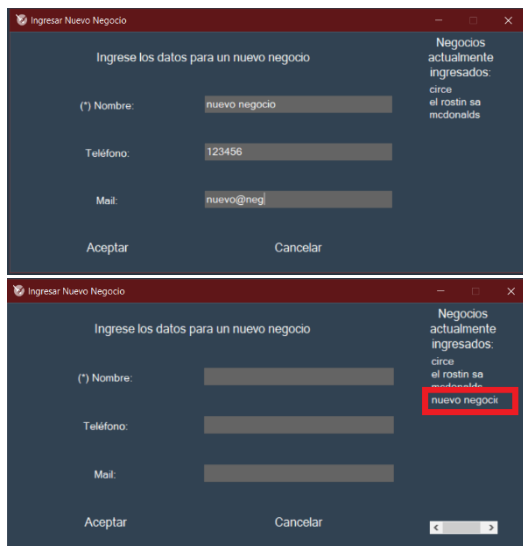 Ingresar Nuevo Negocio
Ingrese los datos para un nuevo negocio
Negocios
actualmente
ingresados:
circe
el rostin sa
mcdonalds
(*) Nombre:
nuevo negocio
Teléfono:
123456
Mail:
nuevo@neg
Aceptar
Cancelar
Ingresar Nuevo Negocio
Ingrese los datos para un nuevo negocio
Negocios
actualmente
ingresados:
circe
el rostin sa
mcdonalds
nuevo negoci
(*) Nombre:
Teléfono:
Mail:
Aceptar
Cancelar